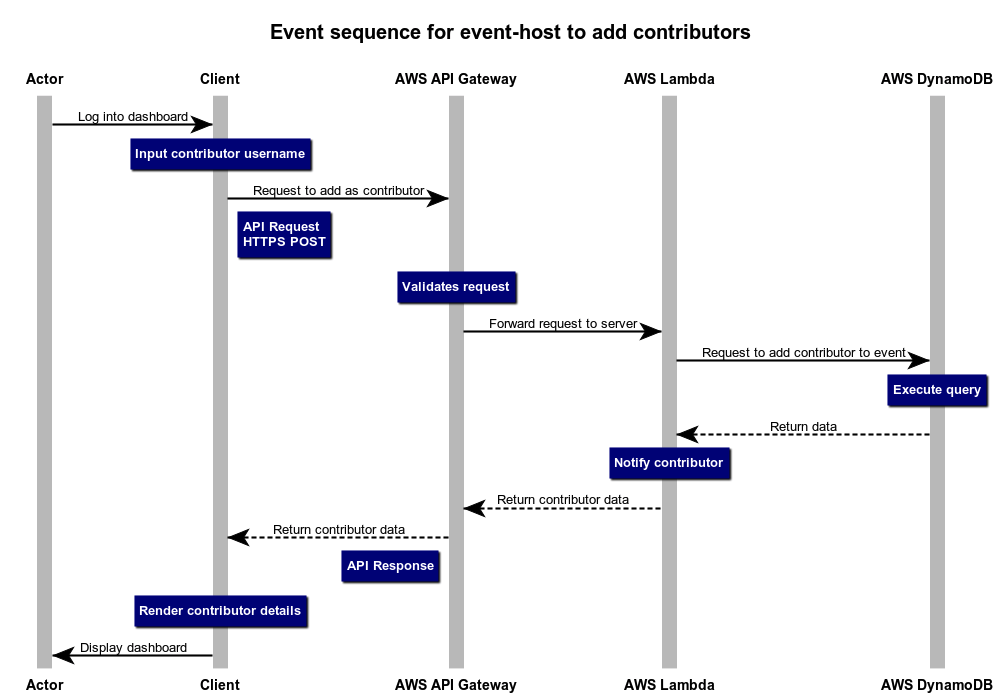 Event sequence for event-host to add contributors
Actor
Client
AWS API Gateway
AWS Lambda
AWS DynamoDB
Log into dashboard
Input contributor username
Request to add as contributor
API Request
HTTPS POST
Validates request
Forward request to server
Request to add contributor to event
Execute query
Return data
Notify contributor
Return contributor data
Return contributor data
API Response
Render contributor details
Display dashboard
Actor
Client
AWS API Gateway
AWS Lambda
AWS DynamoDB